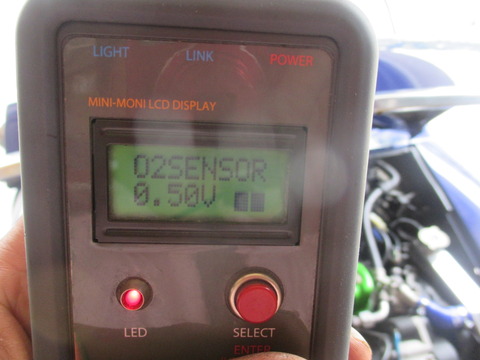 LIGHT LINK POWER
MINI-MONI LCD DISPLAY
O2SENSOR
0.50V
LED SELECT
ENTER